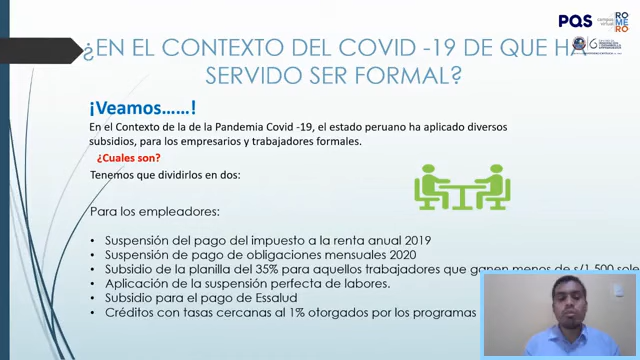 PQS campus virtual ROMERO
¿EN EL CONTEXTO DEL COVID -19 DE QUE HA
SERVIDO SER FORMAL?
¡Veamos......!
En el Contexto de la de la Pandemia Covid -19, el estado peruano ha aplicado diversos
subsidios, para los empresarios y trabajadores formales.
¿Cuales son?
Tenemos que dividirlos en dos:
Para los empleadores:
• Suspensión del pago del impuesto a la renta anual 2019
• Suspensión de pago de obligaciones mensuales 2020
• Subsidio de la planilla del 35% para aquellos trabajadores que ganen menos de s/1,500 sole
• Aplicación de la suspensión perfecta de labores.
• Subsidio para el pago de Essalud
• Créditos con tasas cercanas al 1% otorgados por los programas